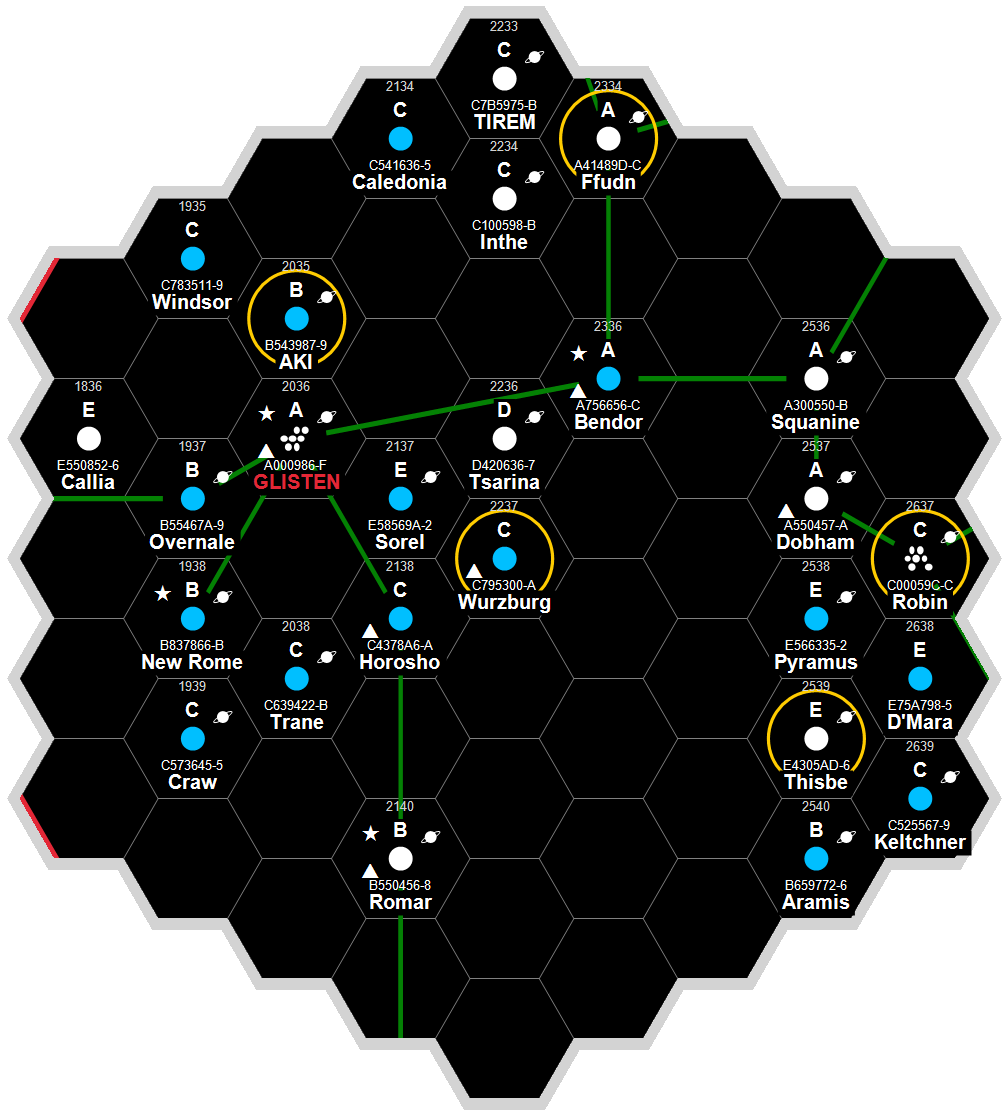 2233
C
C7B5975-B
TIREM
2134
C
C541636-5
Caledonia
2334
A
A41489D-C
Ffudn
2234
C
C100598-B
Inthe
1935
C
C783511-9
Windsor
2035
B
B543987-9
AKI
2336
A
A756656-C
Bendor
2536
A
A300550-B
Squanine
1836
E
E550852-6
Callia
2036
A
A000986-F
GLISTEN
2236
D
D420636-7
Tsarina
1937
B
B55467A-9
Overnale
2137
E
E58569A-2
Sorel
2537
A
A550457-A
Dobham
2237
C
C795300-A
Wurzburg
2637
C
C00059C-C
Robin
1938
B
B837866-B
New Rome
2138
C
C4378A6-A
Horosho
2538
E
E566335-2
Pyramus
2038
C
C639422-B
Trane
2638
E
E75A798-5
D'Mara
1939
C
C573645-5
Craw
2539
E
E4305AD-6
Thisbe
2639
C
C525567-9
Keltchner
2140
B
B550456-8
Romar
2540
B
B659772-6
Aramis